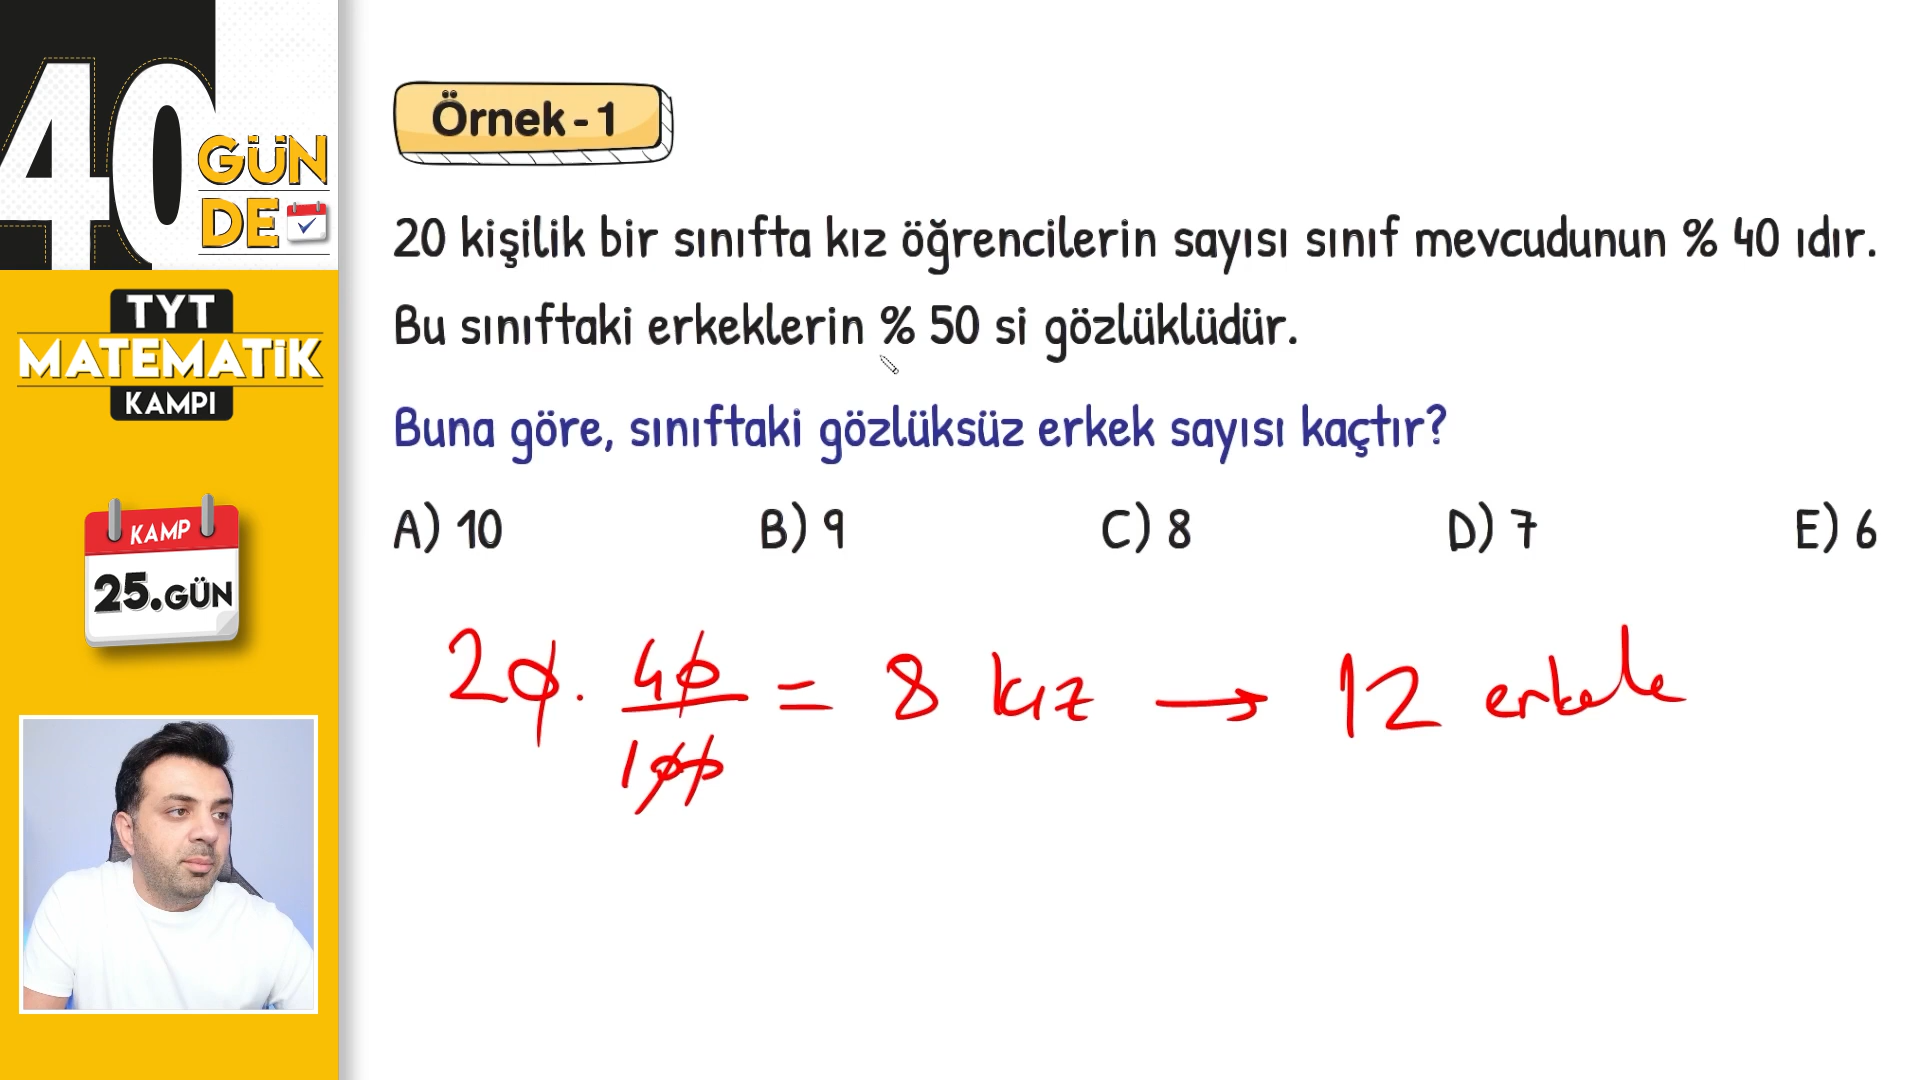 40
GÜN
DE
TYT
MATEMATİK
KAMPI
KAMP
25.GÜN
Örnek - 1
20 kişilik bir sınıfta kız öğrencilerin sayısı sınıf mevcudunun % 40 ıdır.
Bu sınıftaki erkeklerin % 50 si gözlüklüdür.
Buna göre, sınıftaki gözlüksüz erkek sayısı kaçtır?
A) 10 B) 9 C) 8 D) 7 E) 6
20 . 40/100 = 8 kız → 12 erkek